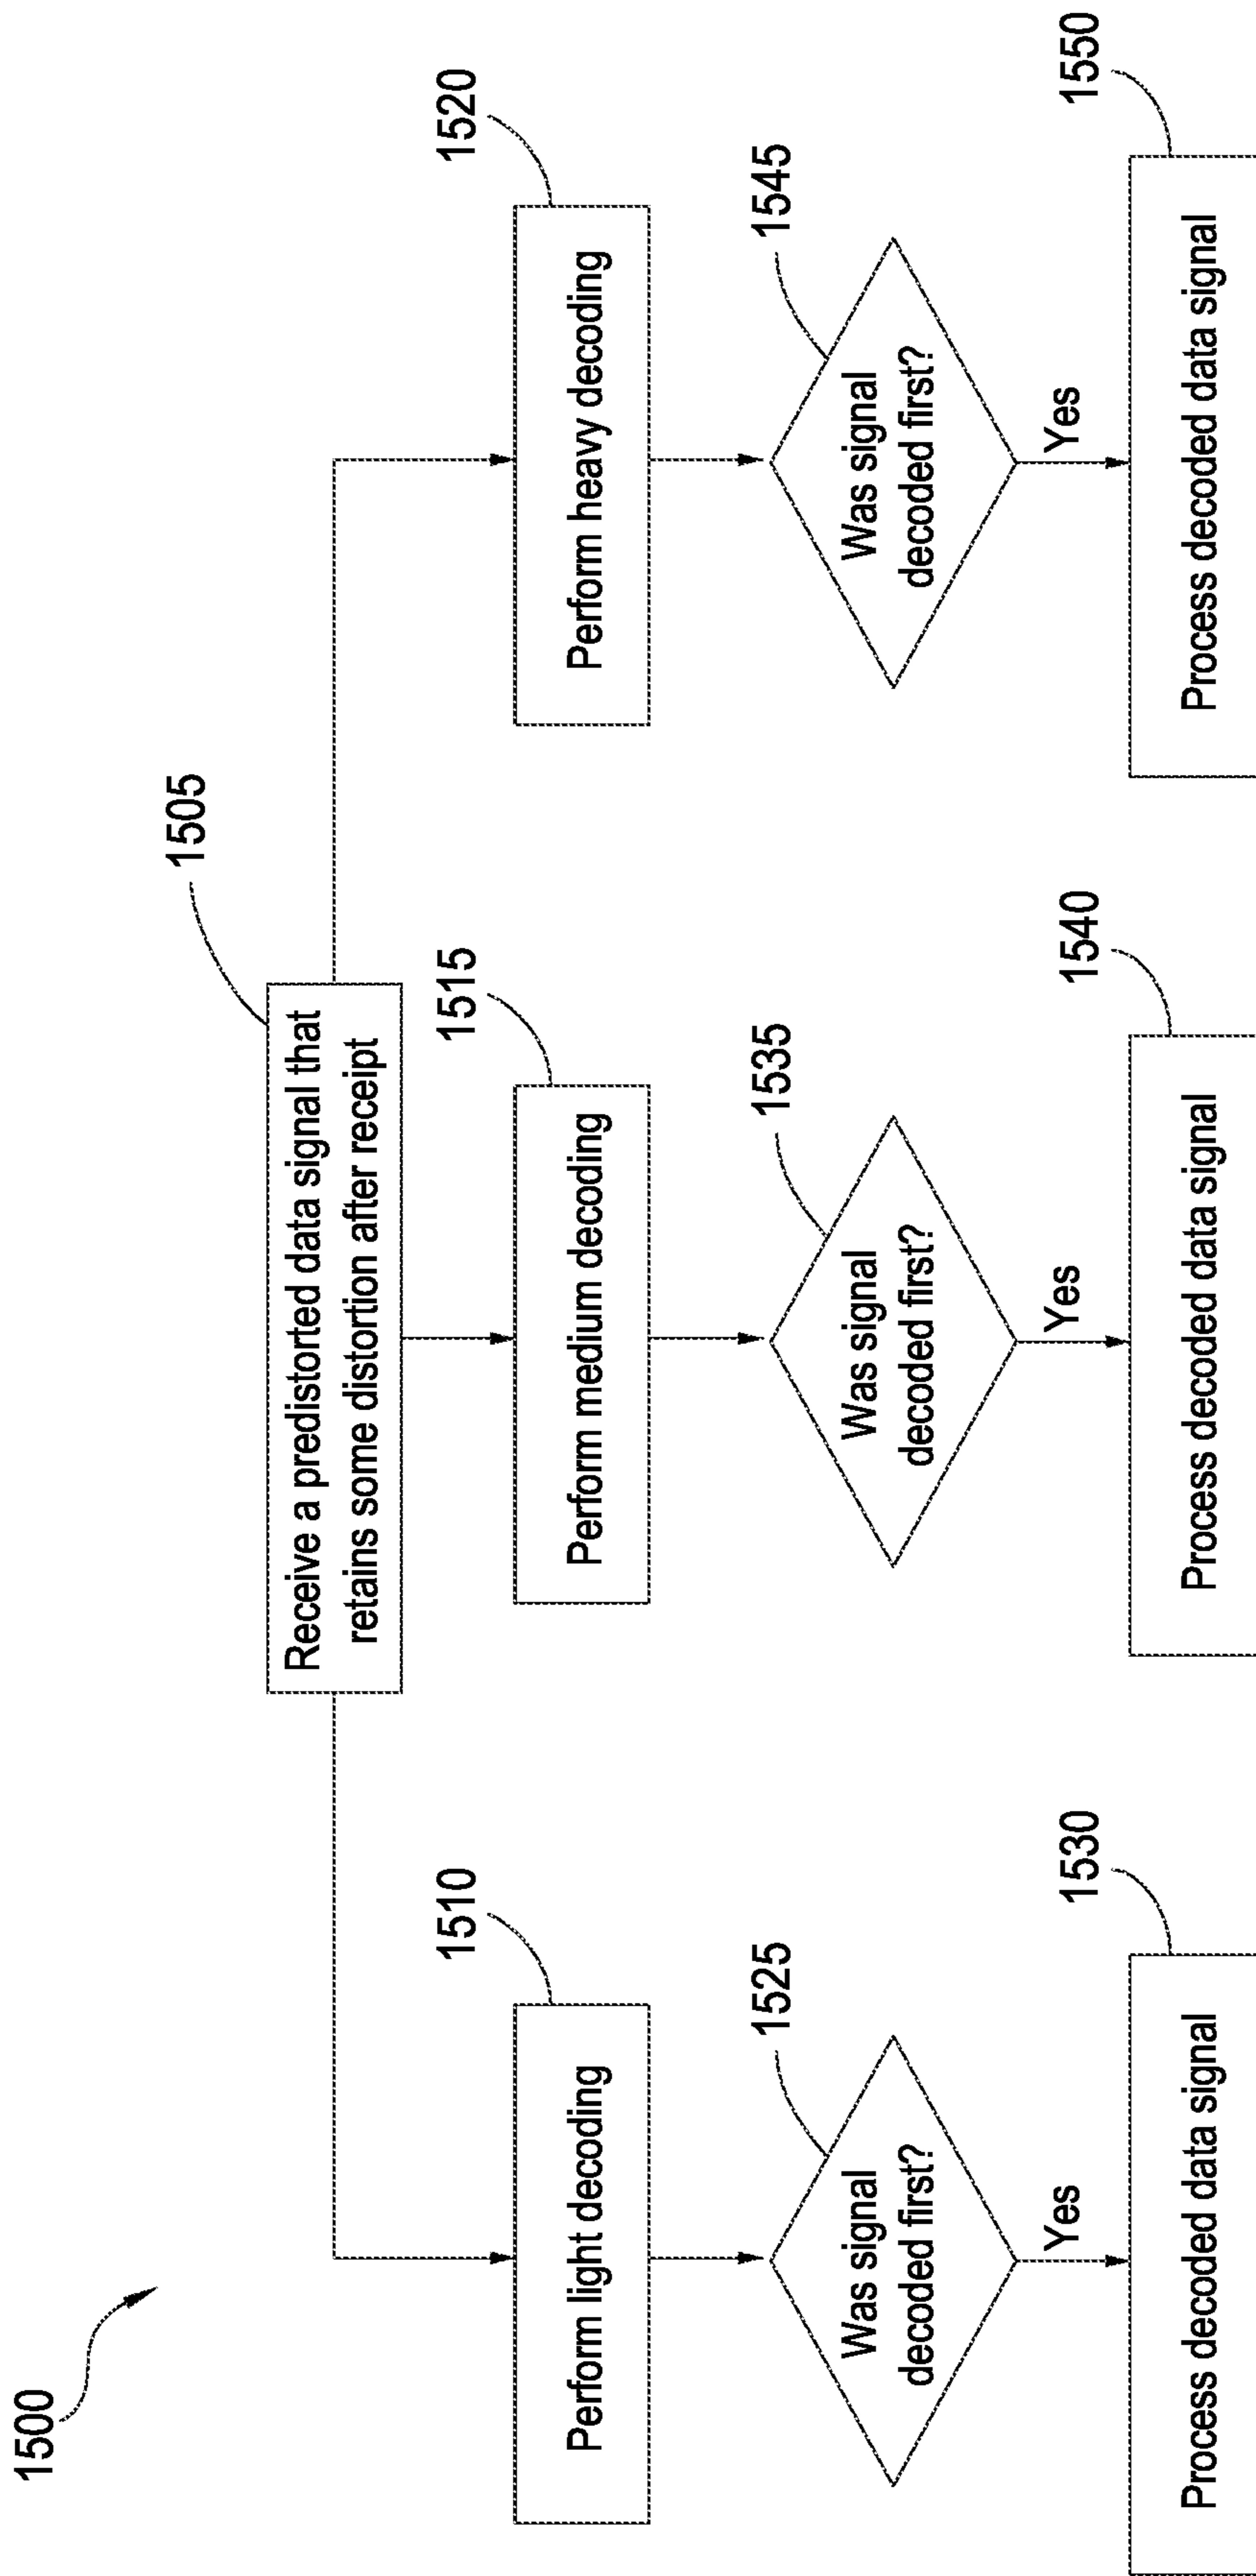 1500
1505
Receive a predistorted data signal that
retains some distortion after receipt
1510
1515
1520
Perform light decoding
Perform medium decoding
Perform heavy decoding
1525
1535
1545
Was signal
decoded first?
Was signal
decoded first?
Was signal
decoded first?
Yes
Yes
Yes
1530
1540
1550
Process decoded data signal
Process decoded data signal
Process decoded data signal